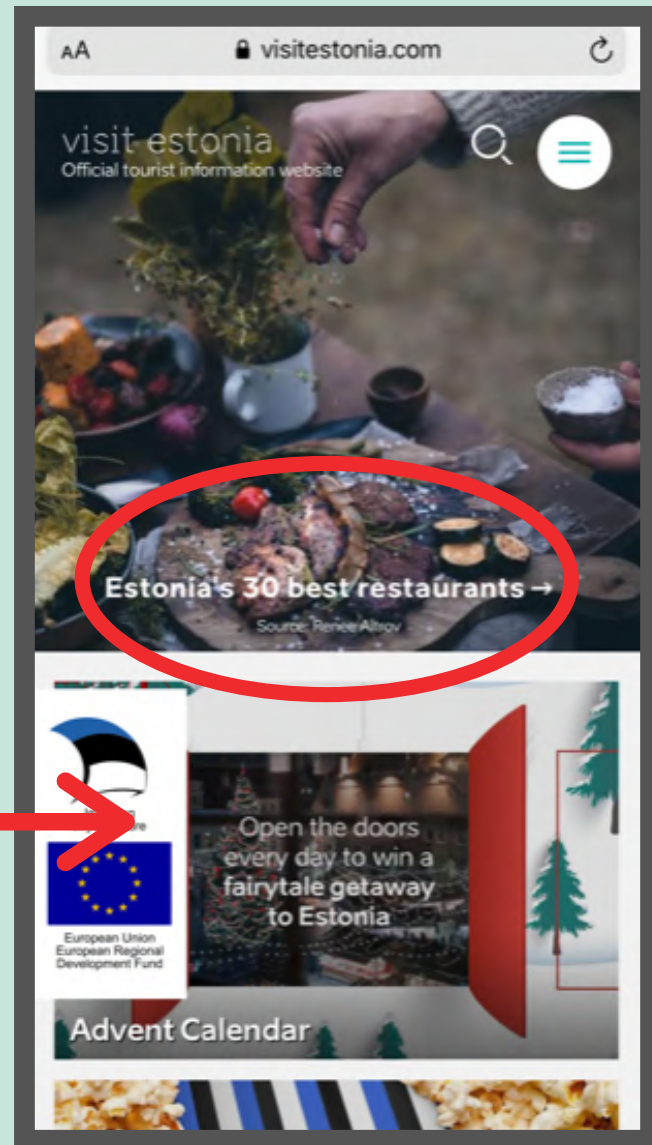 AA
visitestonia.com
visit estonia
Official tourist information website
Estonia's 30 best restaurants →
Source: Renee Altrov
Open the doors
every day to win a
fairytale getaway
to Estonia
European Union
European Regional
Development Fund
Advent Calendar